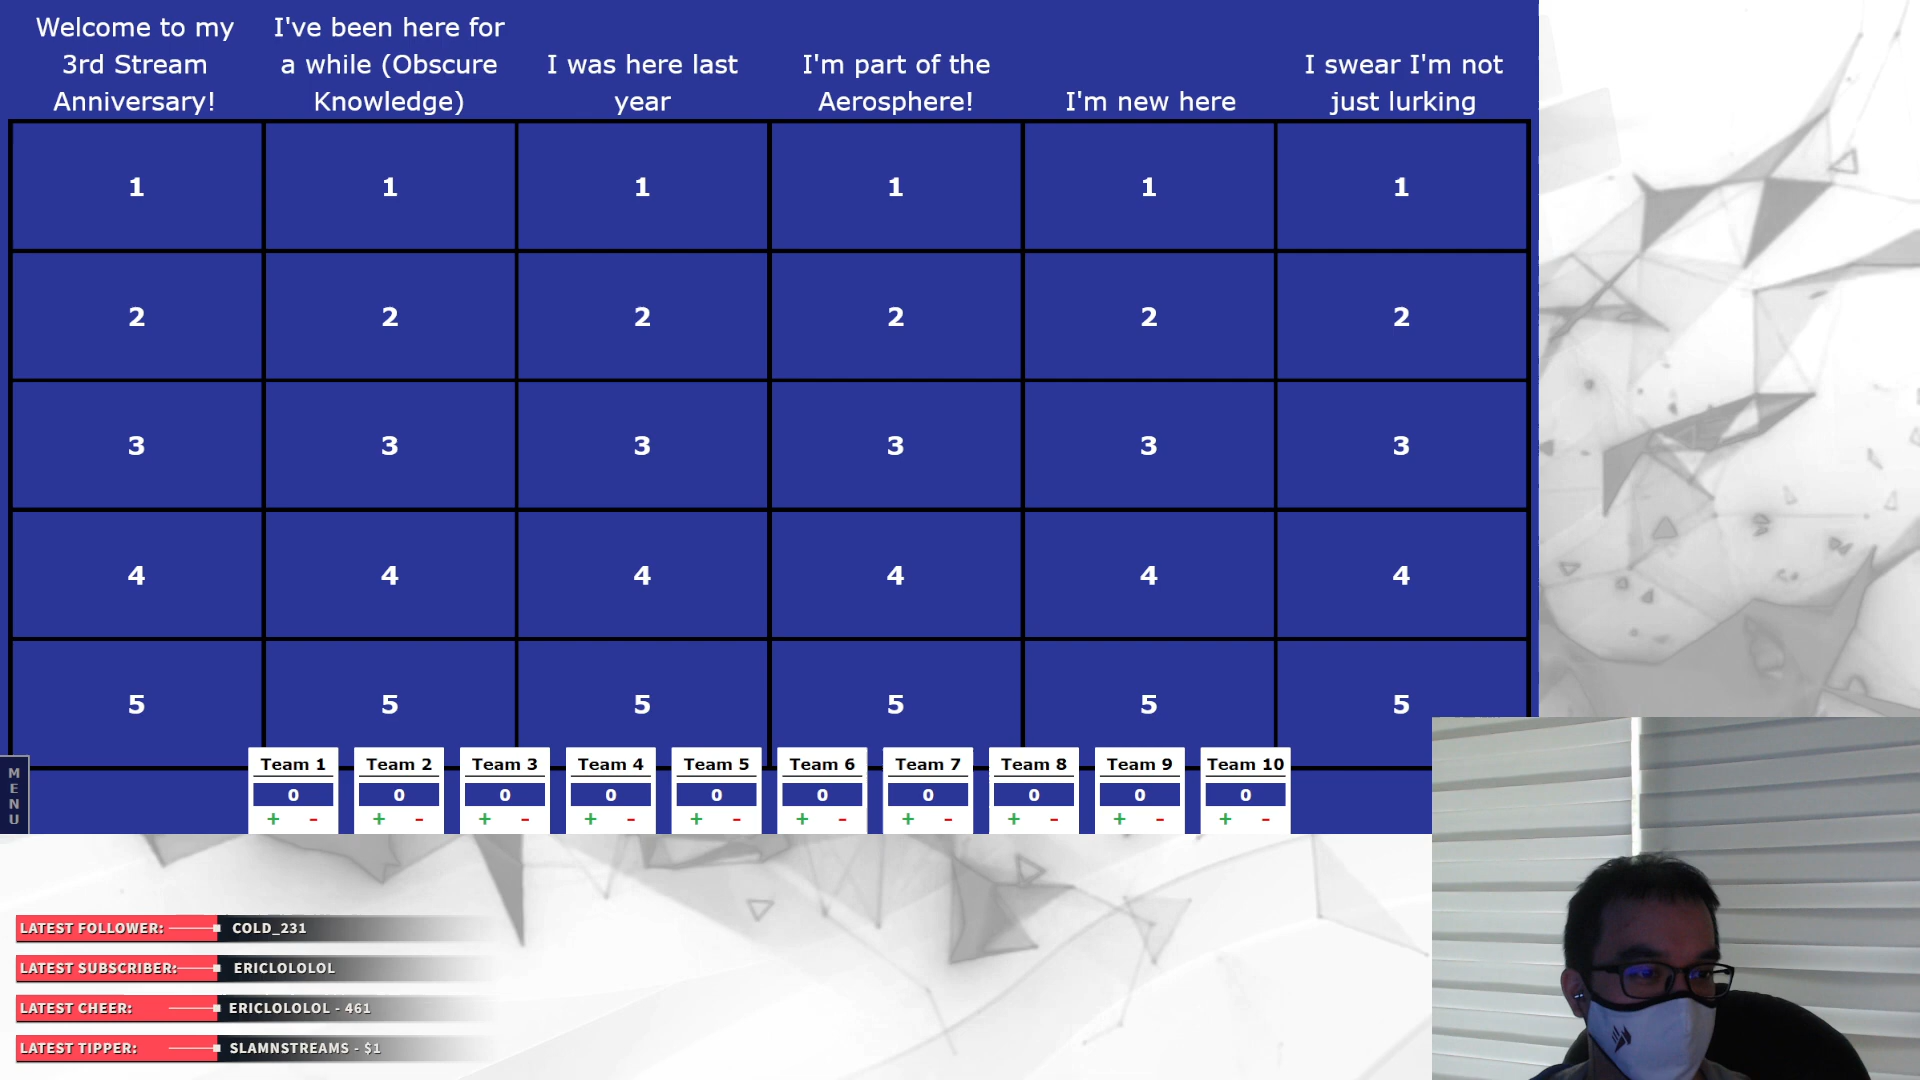 Welcome to my
3rd Stream
Anniversary!
I've been here for
a while (Obscure
Knowledge)
I was here last
year
I'm part of the
Aerosphere!
I'm new here
I swear I'm not
just lurking
1 1 1 1 1 1
2 2 2 2 2 2
3 3 3 3 3 3
4 4 4 4 4 4
5 5 5 5 5 5
MENU
Team 1 Team 2 Team 3 Team 4 Team 5 Team 6 Team 7 Team 8 Team 9 Team 10
0 0 0 0 0 0 0 0 0 0
+ - + - + - + - + - + - + - + - + - + -
LATEST FOLLOWER: COLD_231
LATEST SUBSCRIBER: ERICLOLOLOL
LATEST CHEER: ERICLOLOLOL - 461
LATEST TIPPER: SLAMNSTREAMS - $1